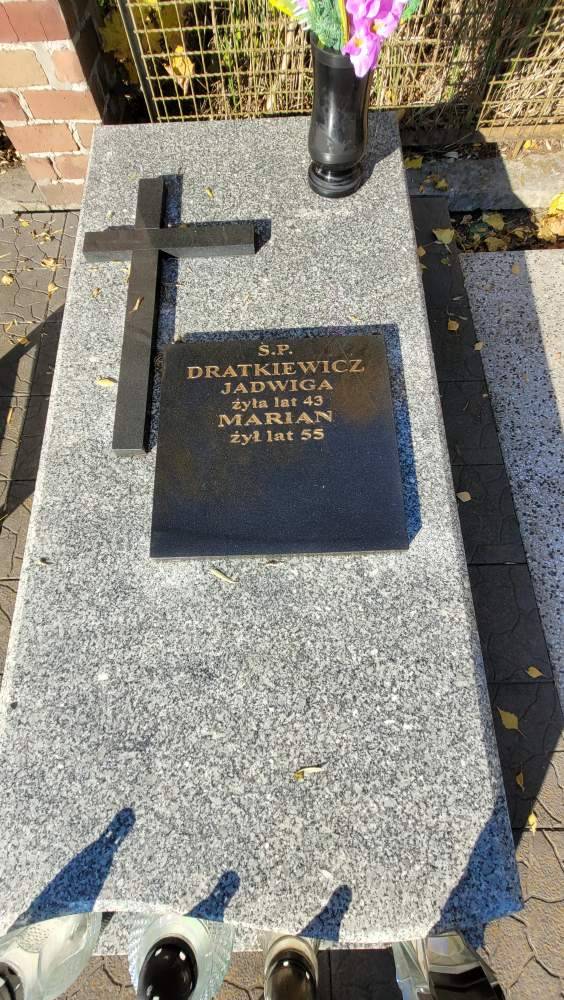 Ś.P.
DRATKIEWICZ
JADWIGA
żyła lat 43
MARIAN
żył lat 55